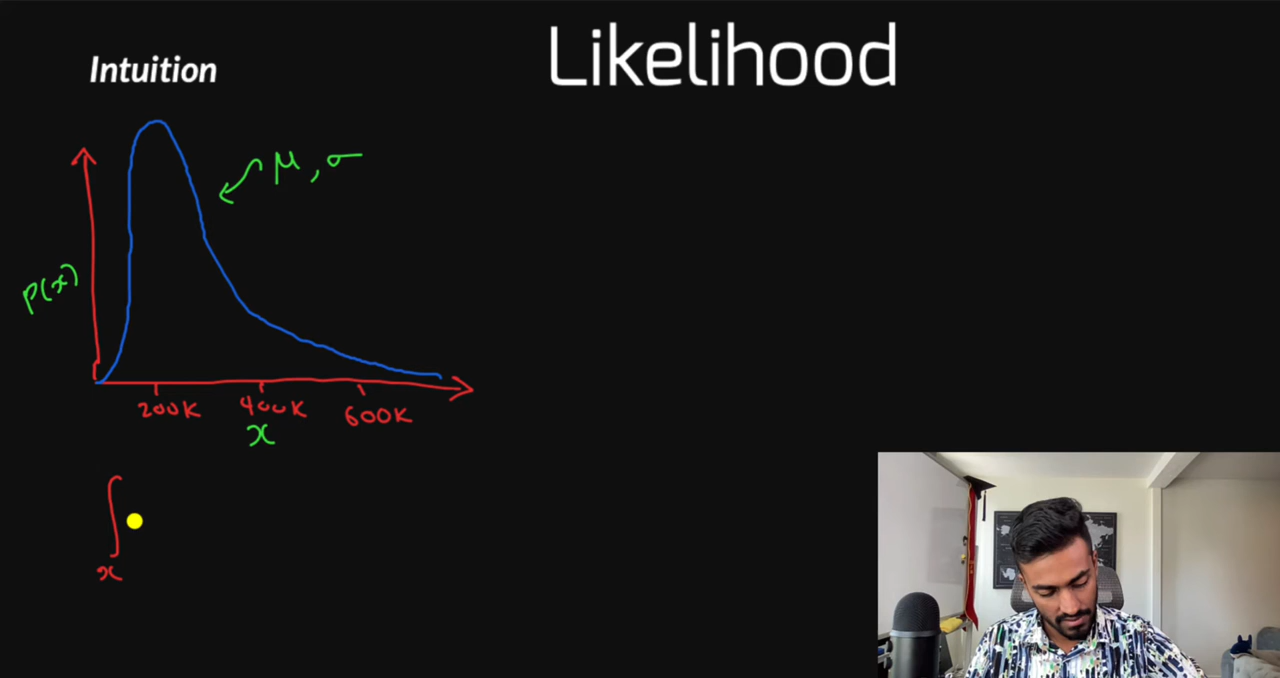 Likelihood
Intuition
μ, σ
p(x)
200K 400K 600K
x
∫
x